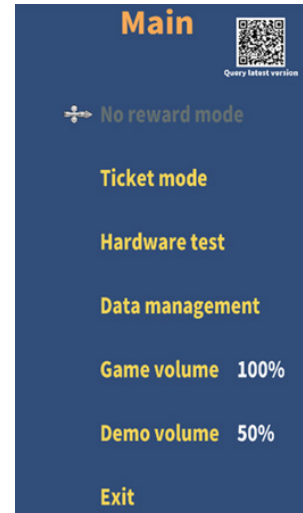 Main
Query latest version
No reward mode
Ticket mode
Hardware test
Data management
Game volume 100%
Demo volume 50%
Exit